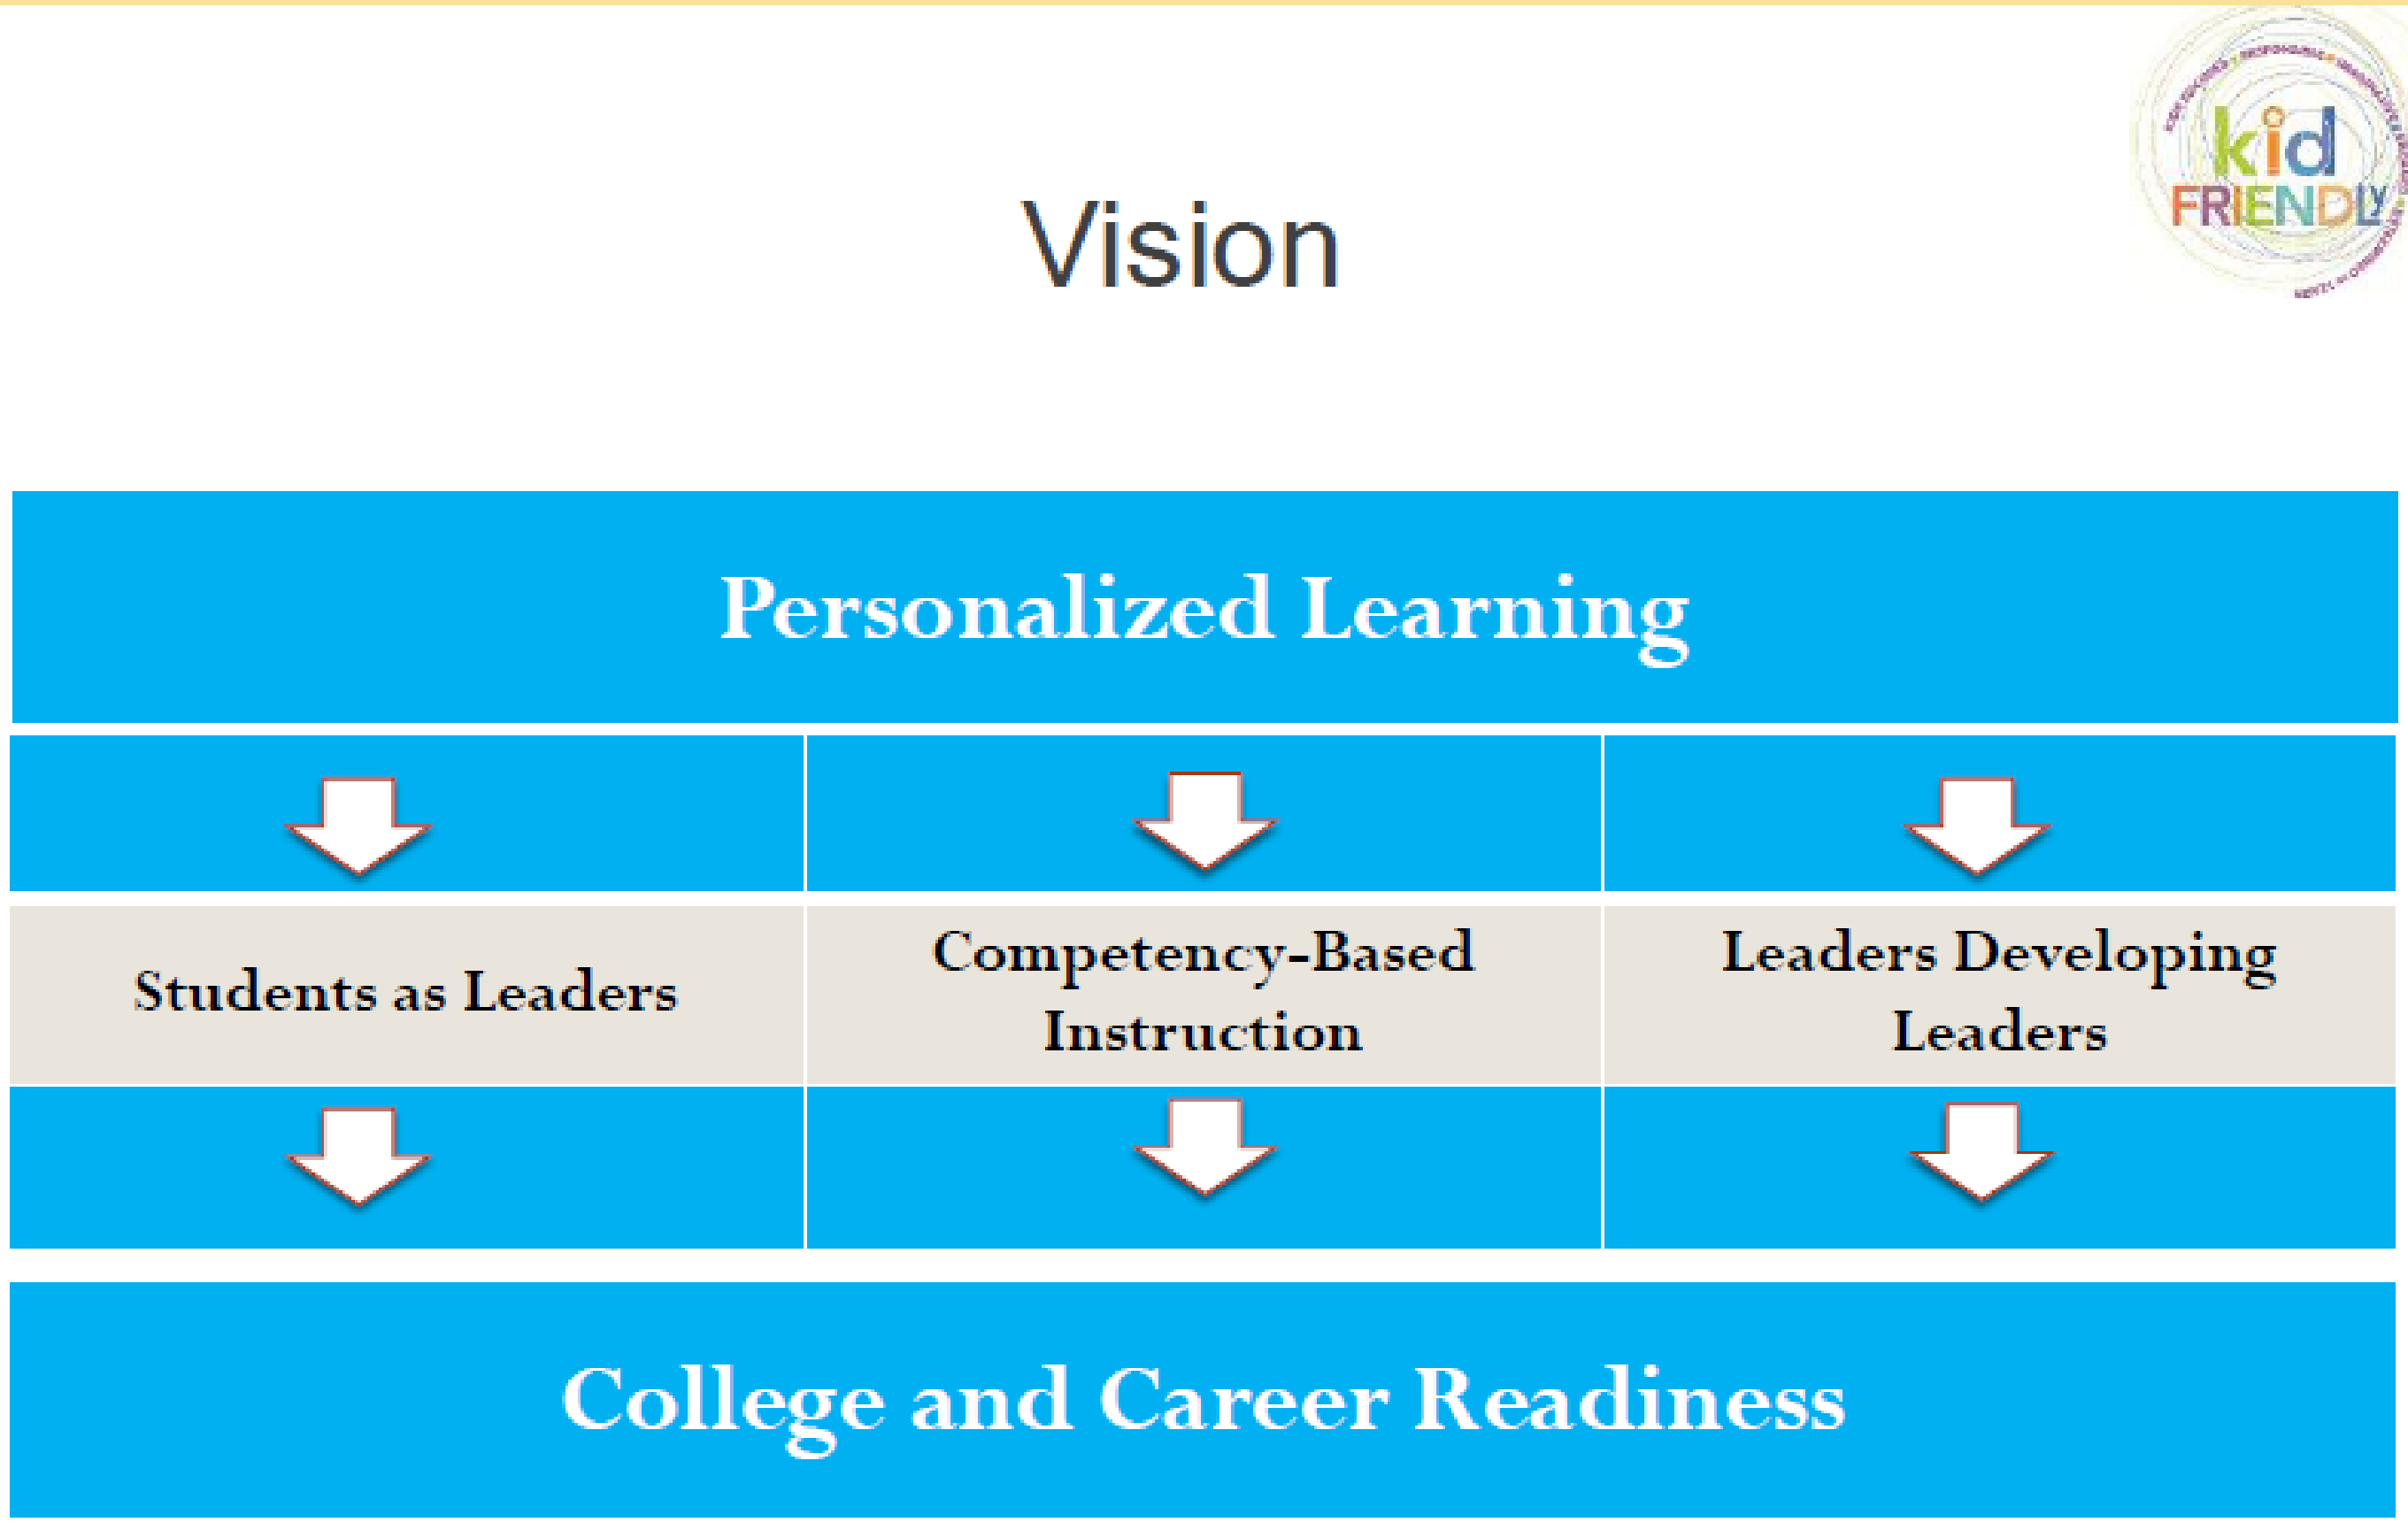 kid
FRIENDLy
Vision
Personalized Learning
Students as Leaders
Competency-Based
Instruction
Leaders Developing
Leaders
College and Career Readiness